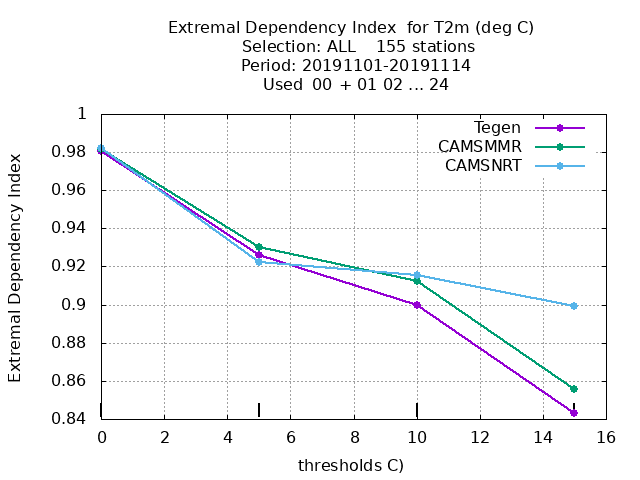 Extremal Dependency Index  for T2m (deg C)
Selection: ALL    155 stations
Period: 20191101-20191114
Used  00  + 01 02 ... 24
Extremal Dependency Index
1
0.98
0.96
0.94
0.92
0.9
0.88
0.86
0.84
Tegen
CAMSMMR
CAMSNRT
0 2 4 6 8 10 12 14 16
thresholds C)